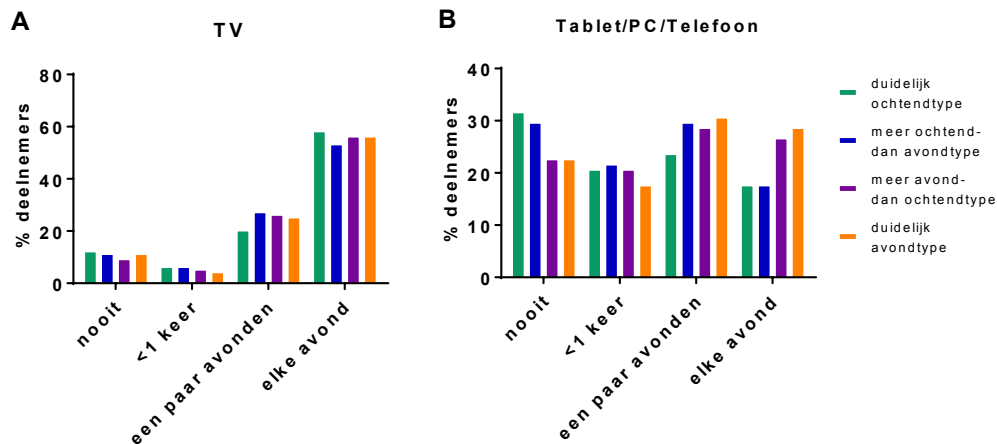 A
TV
% deelnemers
80
60
40
20
0
nooit
<1 keer
een paar avonden
elke avond
B
Tablet/PC/Telefoon
% deelnemers
40
30
20
10
0
nooit
<1 keer
een paar avonden
elke avond
duidelijk
ochtendtype
meer ochtend-
dan avondtype
meer avond-
dan ochtendtype
duidelijk
avondtype